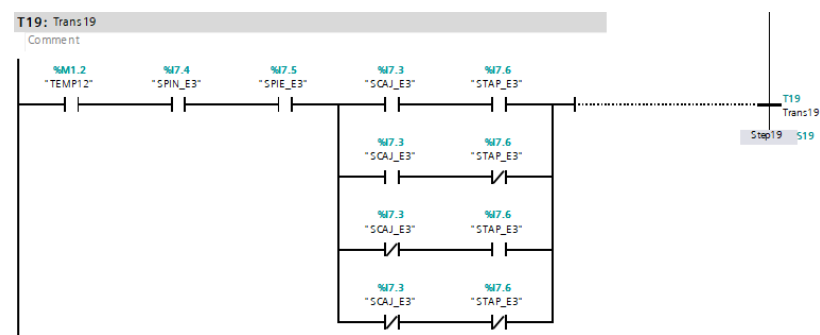 T19: Trans19
Comment
%M1.2 %I7.4 %I7.5 %I7.3 %I7.6
"TEMP12" "SPIN_E3" "SPIE_E3" "SCAJ_E3" "STAP_E3"
T19
Trans19
Step19 S19
%I7.3 %I7.6
"SCAJ_E3" "STAP_E3"
%I7.3 %I7.6
"SCAJ_E3" "STAP_E3"
%I7.3 %I7.6
"SCAJ_E3" "STAP_E3"